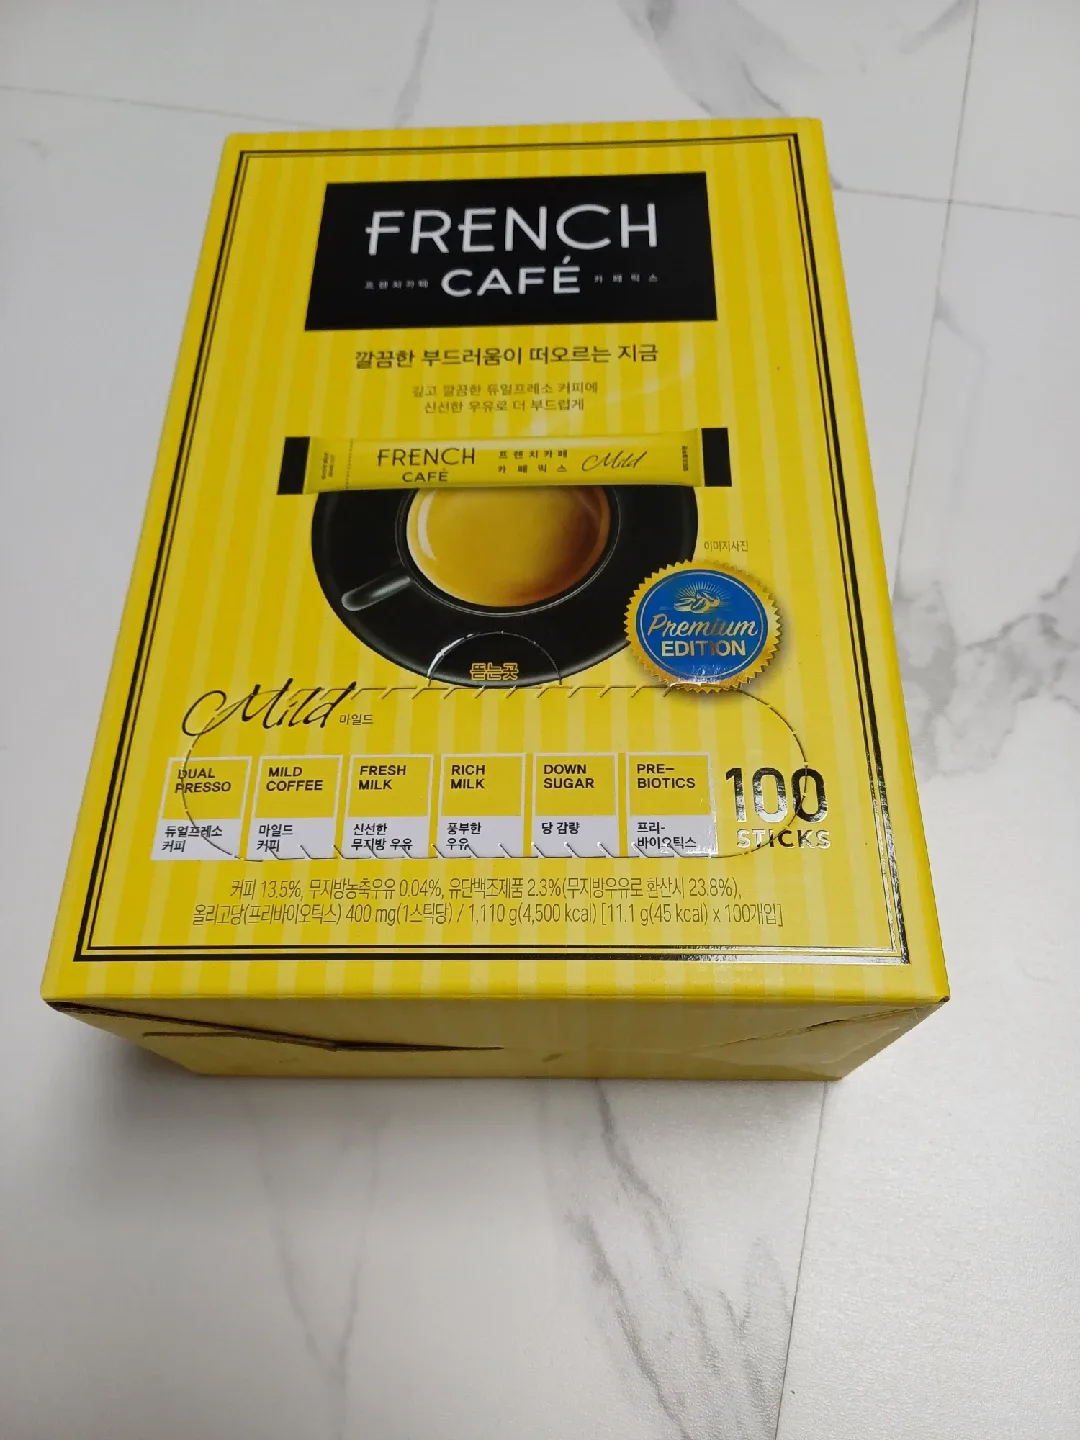 FRENCH
프렌치카페 CAFÉ 카페믹스
깔끔한 부드러움이 떠오르는 지금
깊고 깔끔한 듀얼프레소 커피에
신선한 우유로 더 부드럽게
FRENCH CAFÉ
프렌치카페
카페믹스
Mild
이미지사진
Premium
EDITION
뜯는곳
Mild 마일드
DUAL PRESSO
듀얼프레소 커피
MILD COFFEE
마일드 커피
FRESH MILK
신선한 무지방 우유
RICH MILK
풍부한 우유
DOWN SUGAR
당 감량
PRE-BIOTICS
프리-바이오틱스
100
STICKS
커피 13.5%, 무지방농축우유 0.04%, 유단백조제품 2.3%(무지방우유로 환산시 23.8%),
올리고당(프리바이오틱스) 400 mg(1스틱당) / 1,110 g(4,500 kcal) [11.1 g(45 kcal) x 100개입]